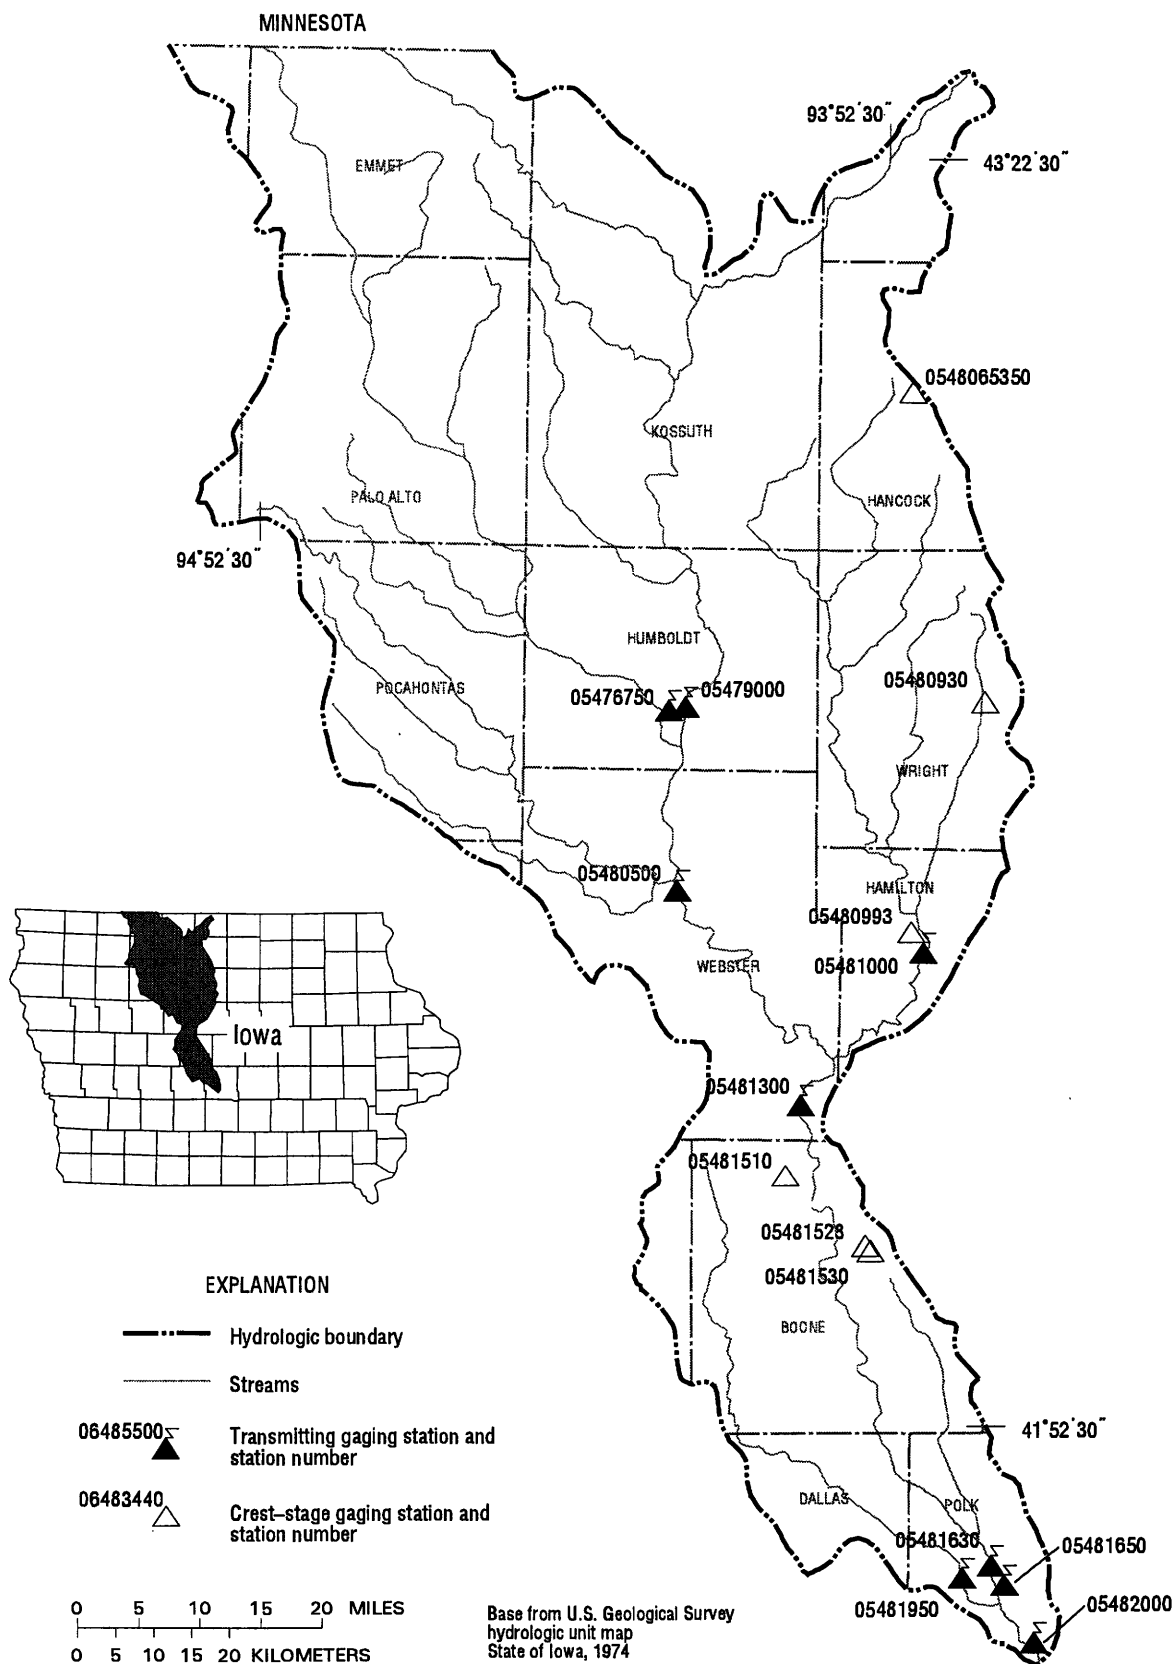 MINNESOTA
93°52′30″
43°22′30″
EMMET
0548065350
KOSSUTH
PALO ALTO
HANCOCK
94°52′30″
HUMBOLDT
POCAHONTAS
05476750
05479000
05480930
WRIGHT
05480500
HAMILTON
05480993
WEBSTER
05481000
Iowa
05481300
05481510
05481528
05481530
BOONE
41°52′30″
DALLAS
POLK
05481630
05481650
05481950
05482000
EXPLANATION
Hydrologic boundary
Streams
06485500
Transmitting gaging station and
station number
06483440
Crest–stage gaging station and
station number
0 5 10 15 20 MILES
0 5 10 15 20 KILOMETERS
Base from U.S. Geological Survey
hydrologic unit map
State of Iowa, 1974